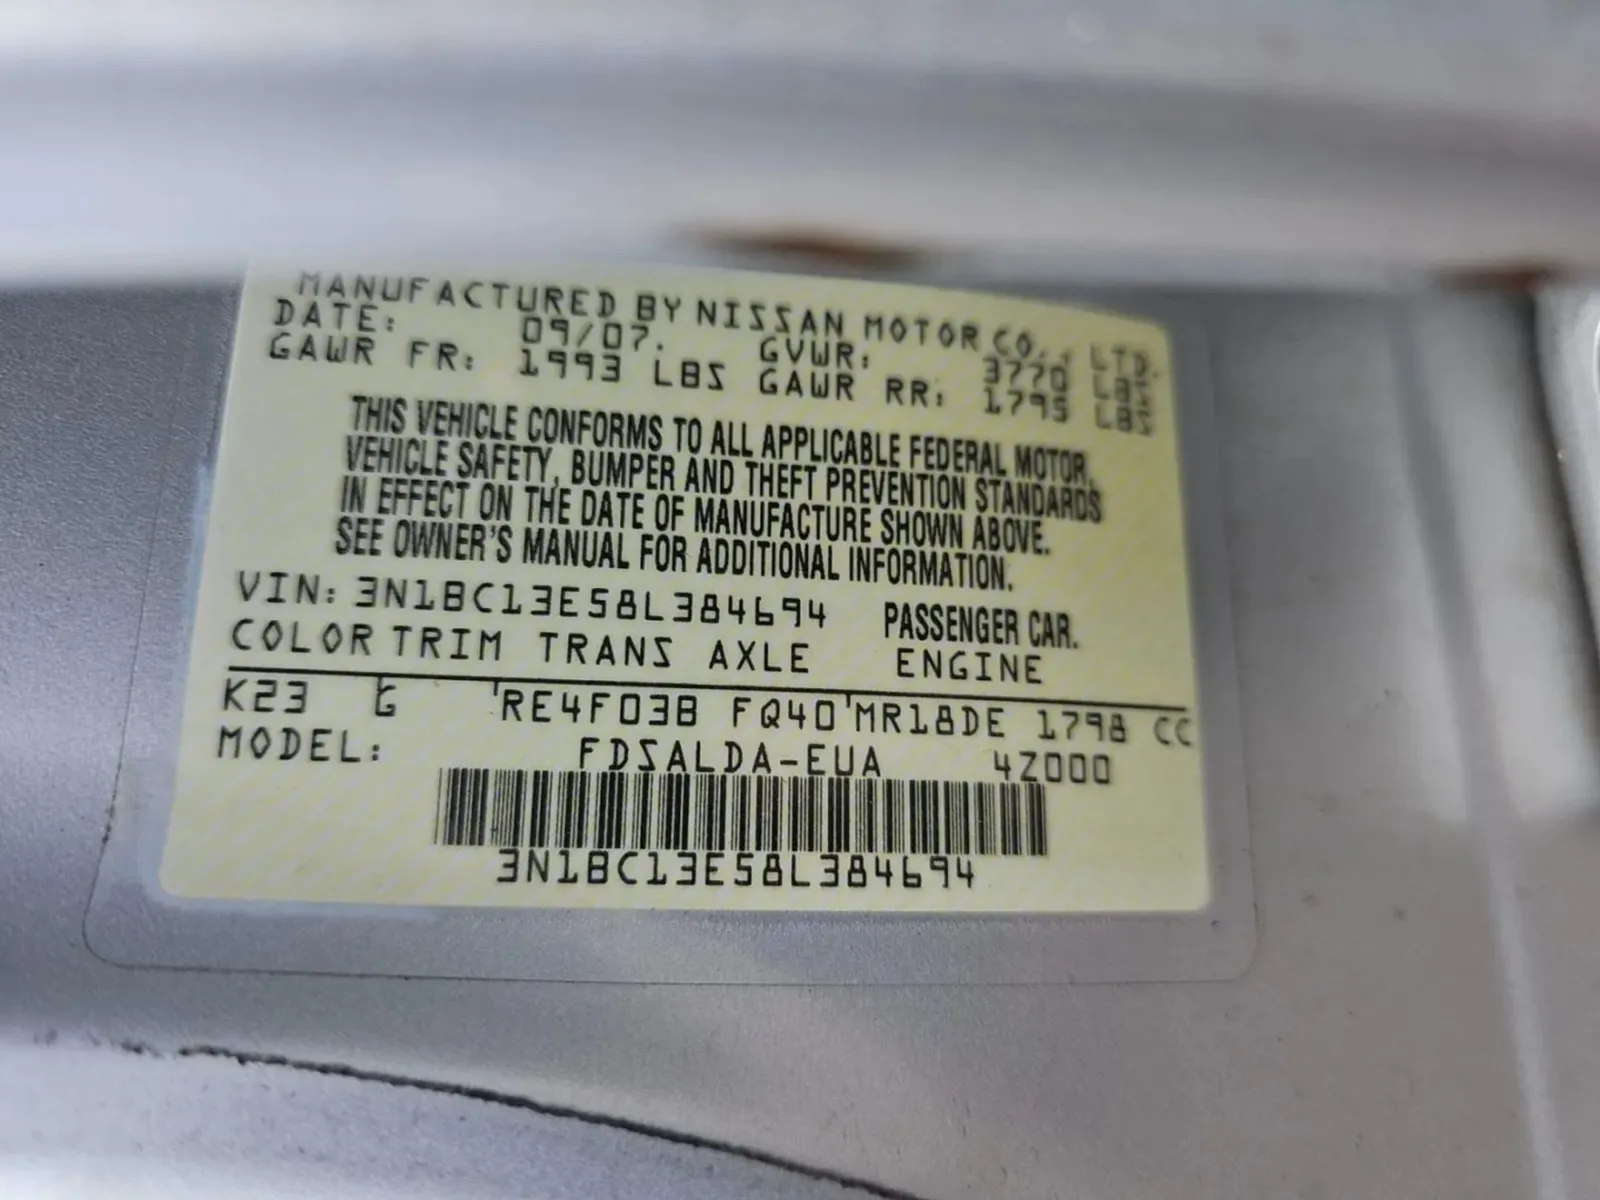 MANUFACTURED BY NISSAN MOTOR CO., LTD.
DATE: 09/07. GVWR: 3770 LBS
GAWR FR: 1993 LBS GAWR RR: 1795 LBS
THIS VEHICLE CONFORMS TO ALL APPLICABLE FEDERAL MOTOR
VEHICLE SAFETY, BUMPER AND THEFT PREVENTION STANDARDS
IN EFFECT ON THE DATE OF MANUFACTURE SHOWN ABOVE.
SEE OWNER'S MANUAL FOR ADDITIONAL INFORMATION.
VIN: 3N1BC13E58L384694 PASSENGER CAR.
COLOR TRIM TRANS AXLE ENGINE
K23 G RE4F03B FQ40 MR18DE 1798 CC
MODEL: FDSALDA-EUA 4Z000
3N1BC13E58L384694